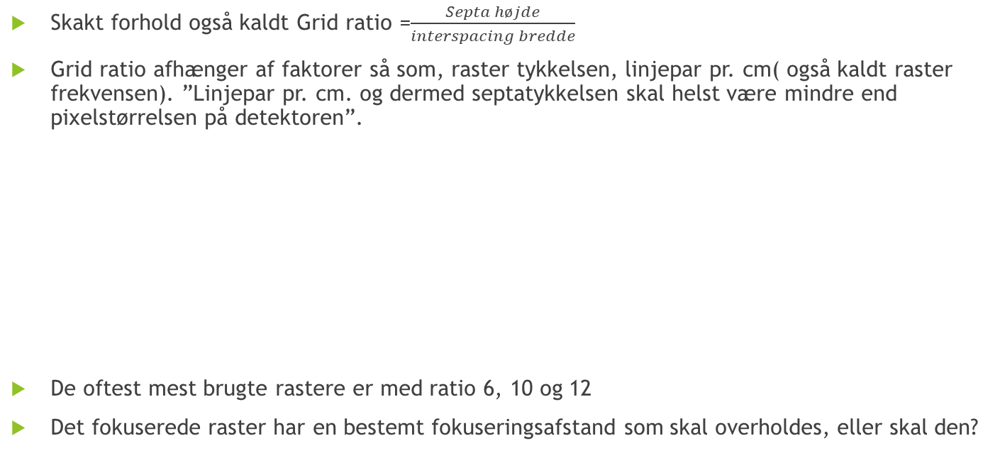 Skakt forhold også kaldt Grid ratio = Septa højde / interspacing bredde
Grid ratio afhænger af faktorer så som, raster tykkelsen, linjepar pr. cm( også kaldt raster
frekvensen). ”Linjepar pr. cm. og dermed septatykkelsen skal helst være mindre end
pixelstørrelsen på detektoren”.
De oftest mest brugte rastere er med ratio 6, 10 og 12
Det fokuserede raster har en bestemt fokuseringsafstand som skal overholdes, eller skal den?